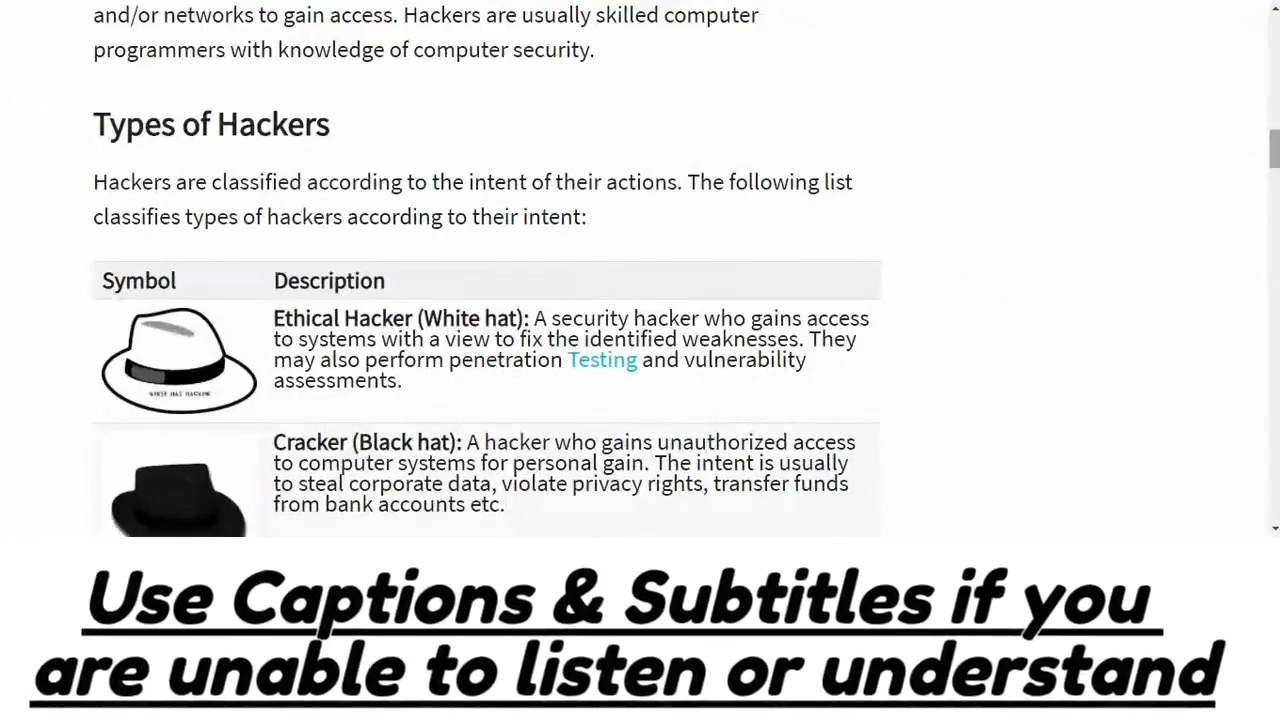 and/or networks to gain access. Hackers are usually skilled computer
programmers with knowledge of computer security.
Types of Hackers
Hackers are classified according to the intent of their actions. The following list
classifies types of hackers according to their intent:
Symbol Description
Ethical Hacker (White hat): A security hacker who gains access
to systems with a view to fix the identified weaknesses. They
may also perform penetration Testing and vulnerability
assessments.
WHITE HAT HACKING
Cracker (Black hat): A hacker who gains unauthorized access
to computer systems for personal gain. The intent is usually
to steal corporate data, violate privacy rights, transfer funds
from bank accounts etc.
Use Captions & Subtitles if you
are unable to listen or understand